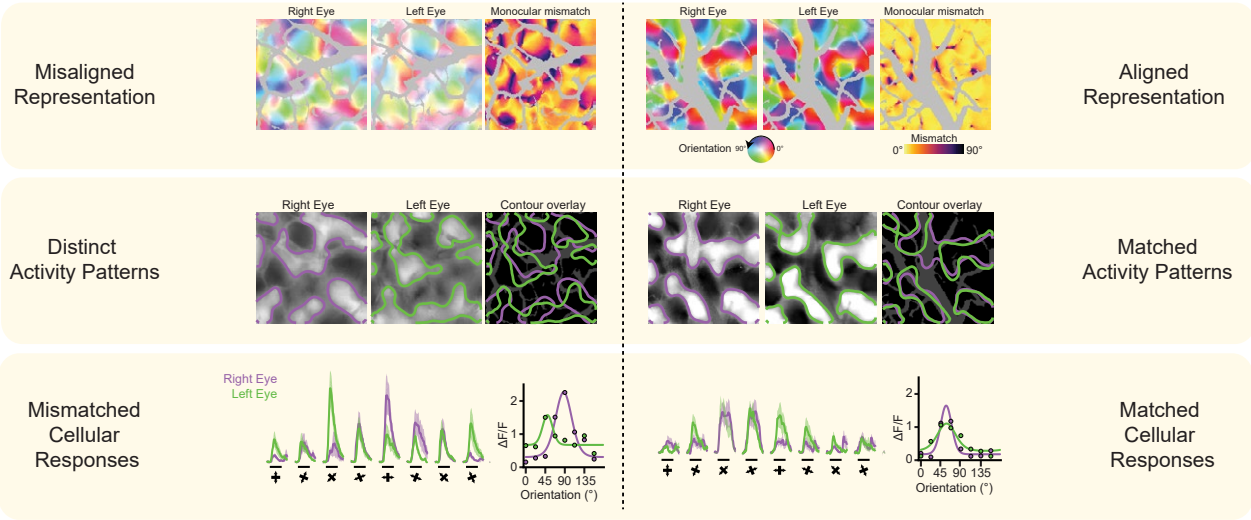 Right Eye
Left Eye
Monocular mismatch
Misaligned
Representation
Right Eye
Left Eye
Monocular mismatch
Aligned
Representation
Orientation 90° 0°
Mismatch
0° 90°
Distinct
Activity Patterns
Right Eye
Left Eye
Contour overlay
Right Eye
Left Eye
Contour overlay
Matched
Activity Patterns
Mismatched
Cellular
Responses
Right Eye
Left Eye
ΔF/F
2
1
0
0 45 90 135
Orientation (°)
ΔF/F
2
1
0
0 45 90 135
Orientation (°)
Matched
Cellular
Responses